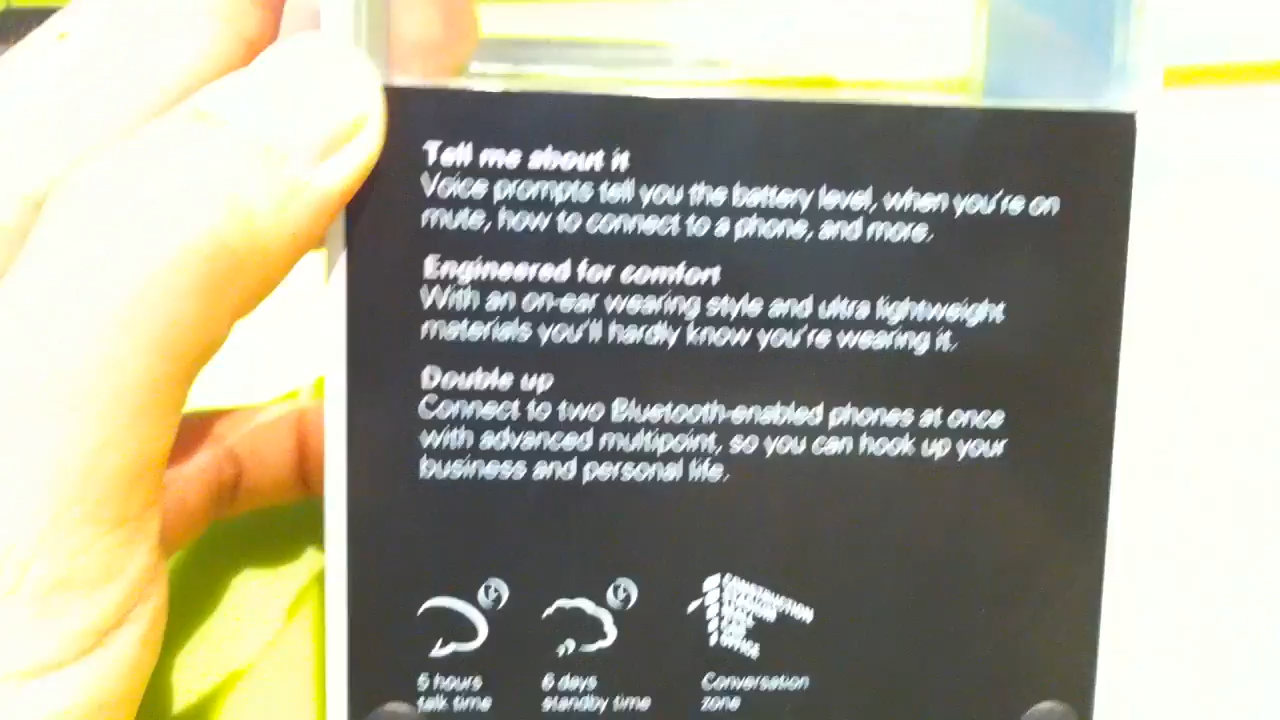 Tell me about it
Voice prompts tell you the battery level, when you're on
mute, how to connect to a phone, and more.
Engineered for comfort
With an on-ear wearing style and ultra lightweight
materials you'll hardly know you're wearing it.
Double up
Connect to two Bluetooth-enabled phones at once
with advanced multipoint, so you can hook up your
business and personal life.
CONSTRUCTION
OFFICE
5 hours
talk time
6 days
standby time
Conversation
zone